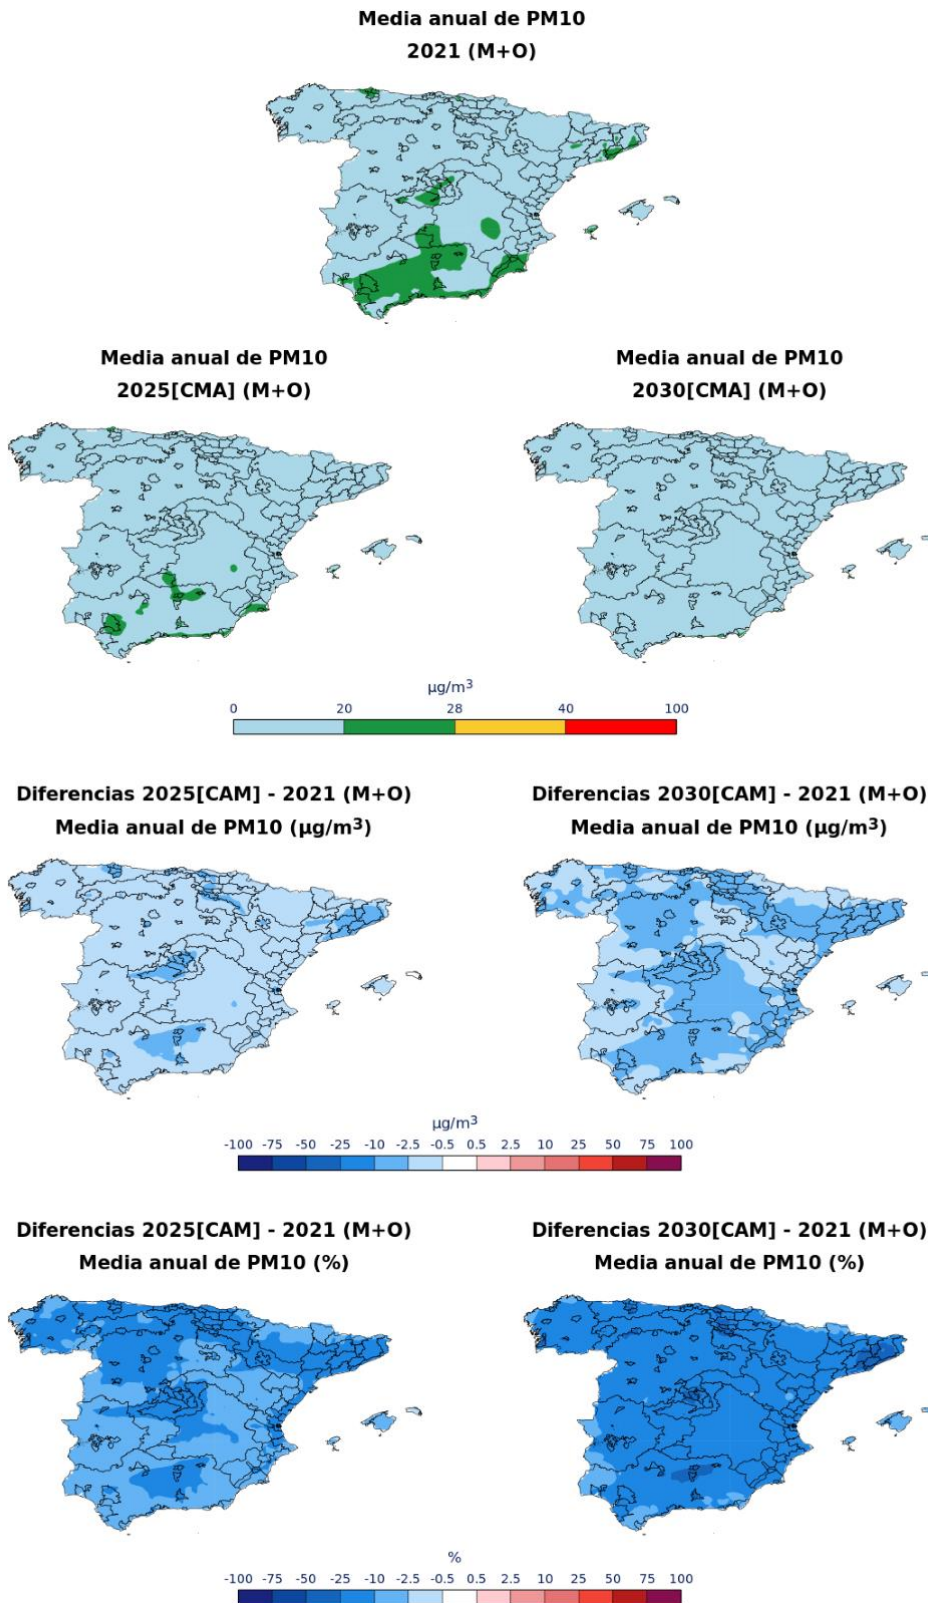 Media anual de PM10
2021 (M+O)
Media anual de PM10
2025[CMA] (M+O)
Media anual de PM10
2030[CMA] (M+O)
µg/m³
0 20 28 40 100
Diferencias 2025[CAM] - 2021 (M+O)
Media anual de PM10 (µg/m³)
Diferencias 2030[CAM] - 2021 (M+O)
Media anual de PM10 (µg/m³)
µg/m³
-100 -75 -50 -25 -10 -2.5 -0.5 0.5 2.5 10 25 50 75 100
Diferencias 2025[CAM] - 2021 (M+O)
Media anual de PM10 (%)
Diferencias 2030[CAM] - 2021 (M+O)
Media anual de PM10 (%)
%
-100 -75 -50 -25 -10 -2.5 -0.5 0.5 2.5 10 25 50 75 100